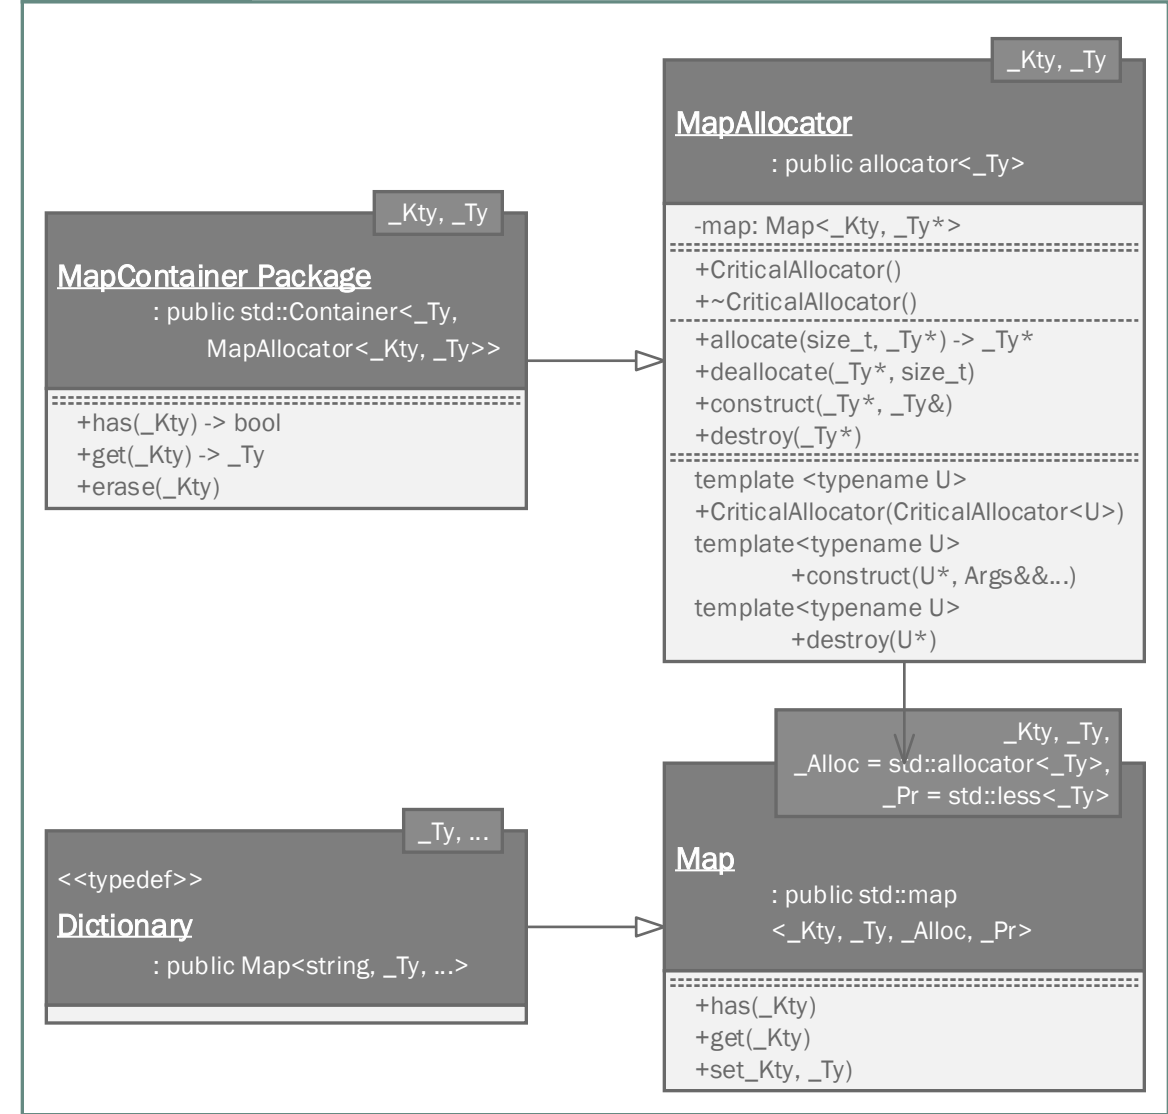 _Kty, _Ty
MapAllocator
: public allocator<_Ty>
-map: Map<_Kty, _Ty*>
+CriticalAllocator()
+~CriticalAllocator()
+allocate(size_t, _Ty*) -> _Ty*
+deallocate(_Ty*, size_t)
+construct(_Ty*, _Ty&)
+destroy(_Ty*)
template <typename U>
+CriticalAllocator(CriticalAllocator<U>)
template<typename U>
+construct(U*, Args&&...)
template<typename U>
+destroy(U*)
_Kty, _Ty
MapContainer Package
: public std::Container<_Ty,
MapAllocator<_Kty, _Ty>>
+has(_Kty) -> bool
+get(_Kty) -> _Ty
+erase(_Kty)
_Kty, _Ty,
_Alloc = std::allocator<_Ty>,
_Pr = std::less<_Ty>
Map
: public std::map
<_Kty, _Ty, _Alloc, _Pr>
+has(_Kty)
+get(_Kty)
+set_Kty, _Ty)
_Ty, ...
<<typedef>>
Dictionary
: public Map<string, _Ty, ...>